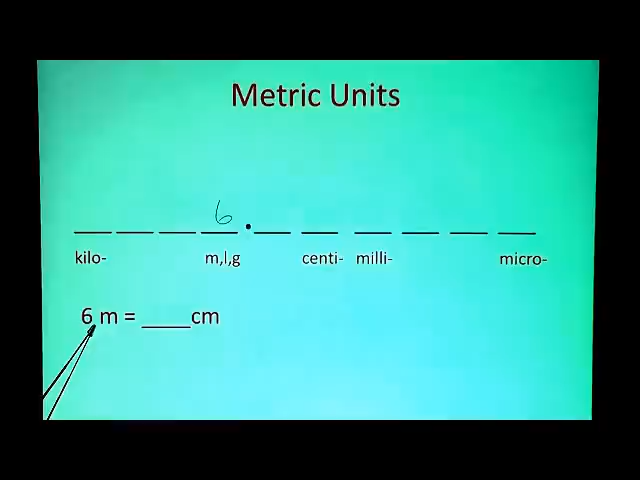 Metric Units
6 .
kilo- m,l,g centi- milli- micro-
6 m = ____cm